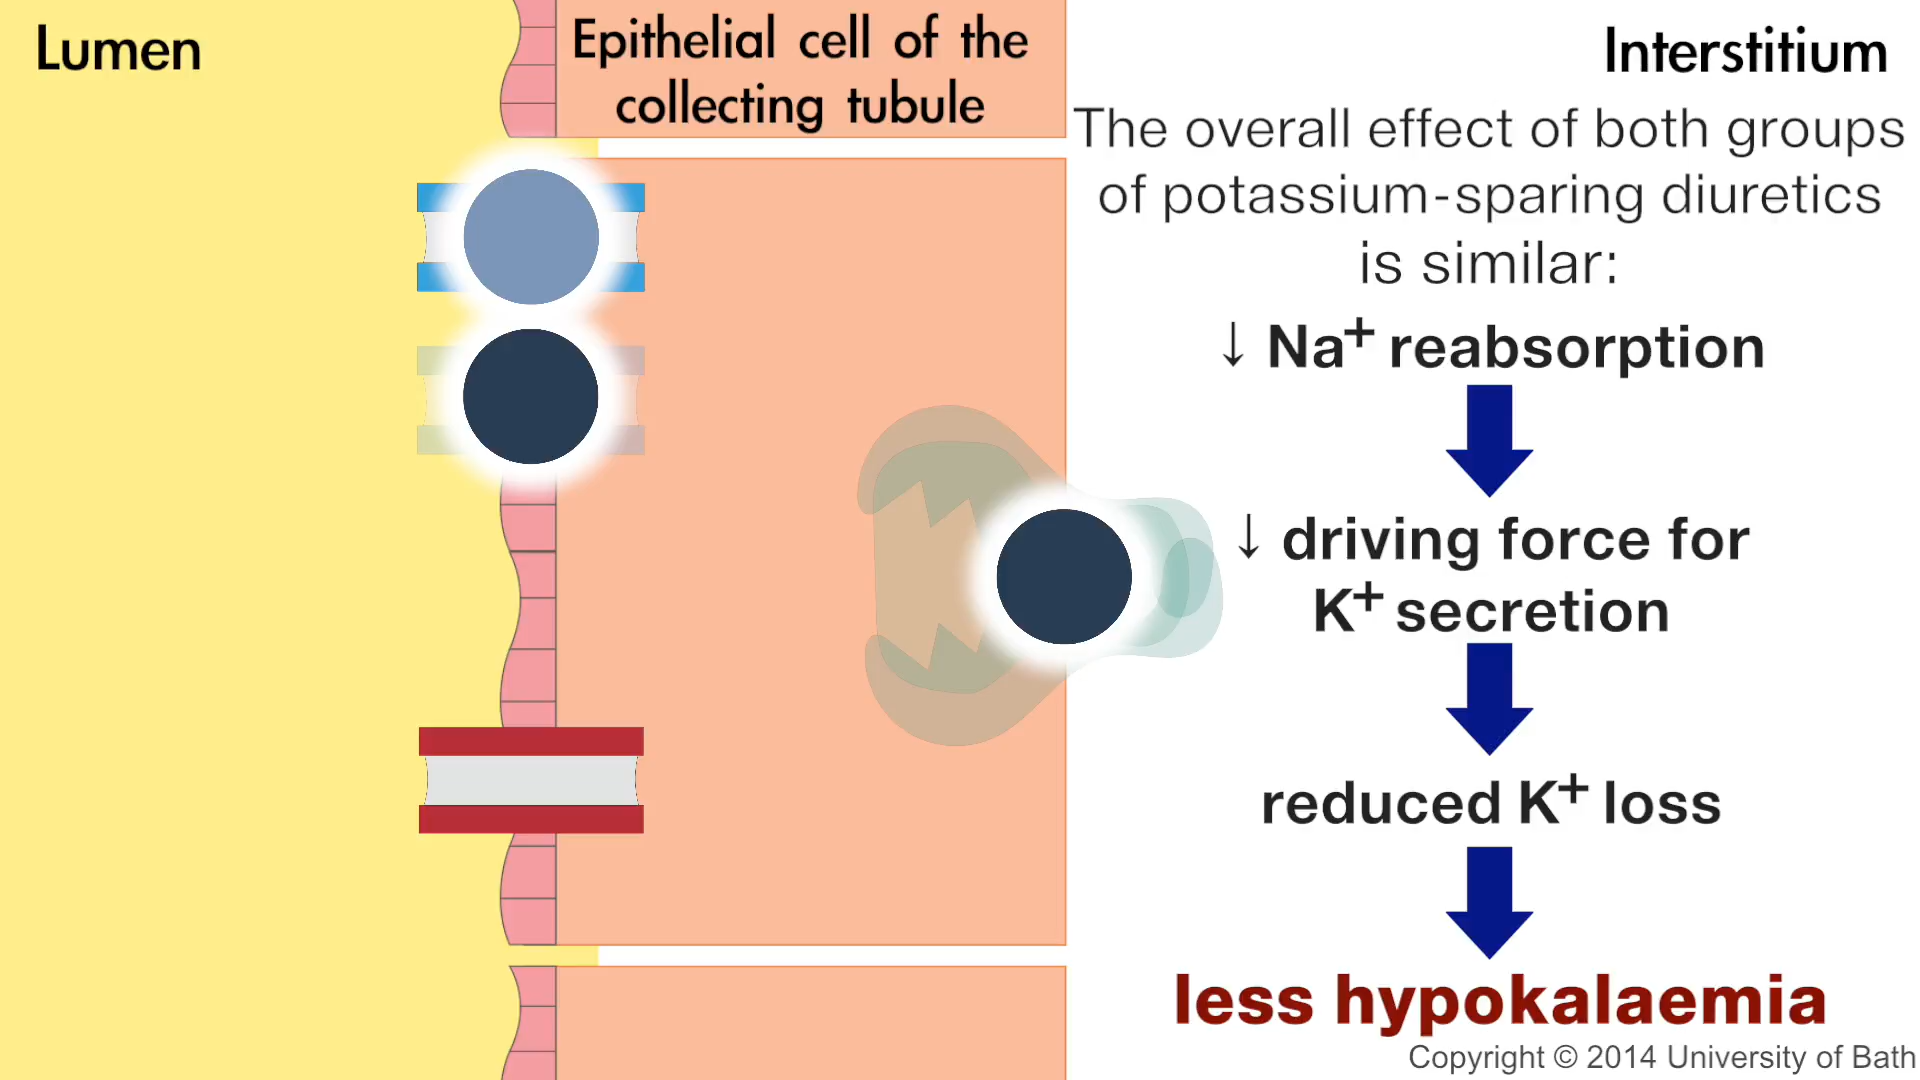 Lumen
Epithelial cell of the
collecting tubule
Interstitium
The overall effect of both groups
of potassium-sparing diuretics
is similar:
↓ Na⁺ reabsorption
↓ driving force for
K⁺ secretion
reduced K⁺ loss
less hypokalaemia
Copyright © 2014 University of Bath